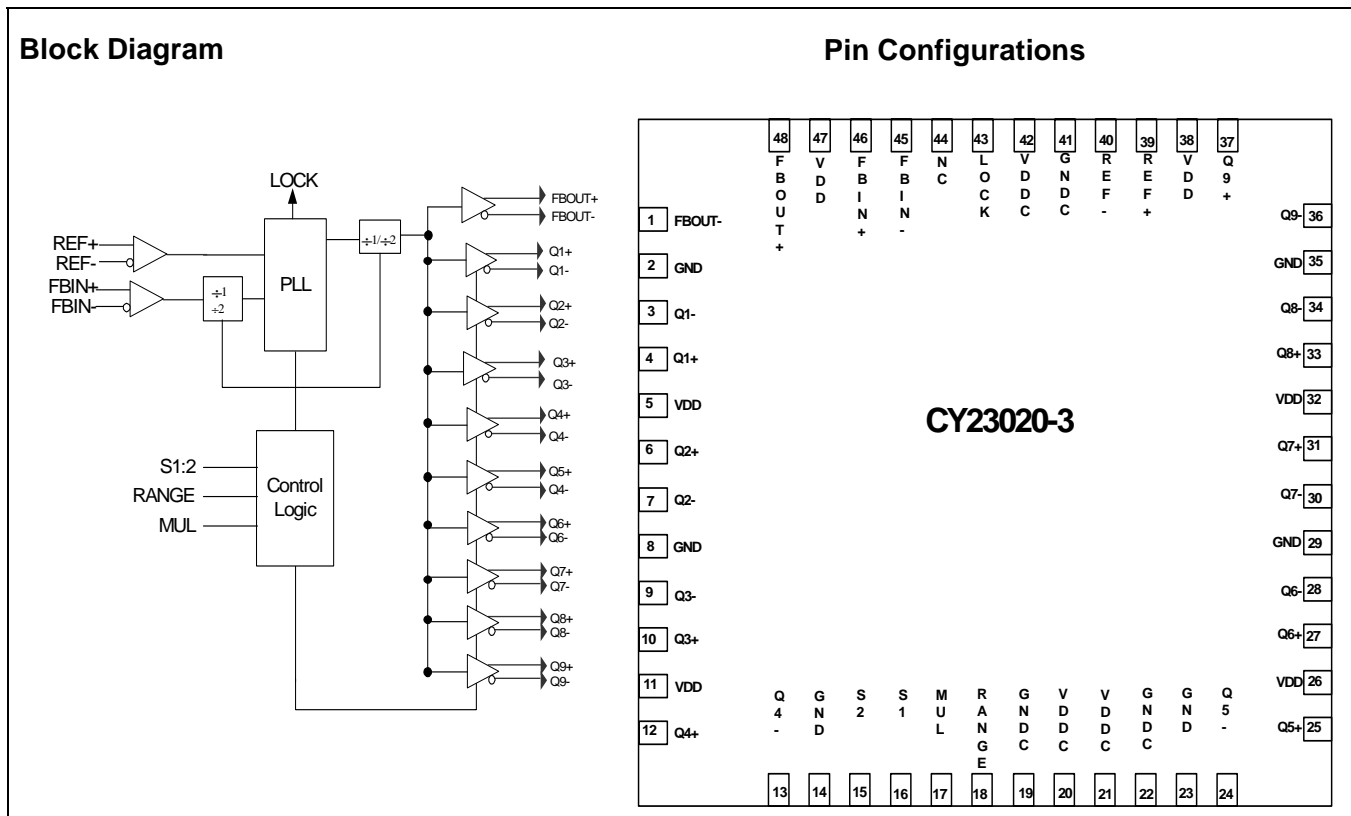 Block Diagram
Pin Configurations
LOCK
REF+
REF-
FBIN+
FBIN-
÷1
÷2
PLL
÷1/÷2
S1:2
RANGE
MUL
Control
Logic
FBOUT+
FBOUT-
Q1+
Q1-
Q2+
Q2-
Q3+
Q3-
Q4+
Q4-
Q5+
Q4-
Q6+
Q6-
Q7+
Q7-
Q8+
Q8-
Q9+
Q9-
48 FBOUT+
47 VDD
46 FBIN+
45 FBIN-
44 NC
43 LOCK
42 VDDC
41 GNDC
40 REF-
39 REF+
38 VDD
37 Q9+
1 FBOUT-
2 GND
3 Q1-
4 Q1+
5 VDD
6 Q2+
7 Q2-
8 GND
9 Q3-
10 Q3+
11 VDD
12 Q4+
CY23020-3
Q9- 36
GND 35
Q8- 34
Q8+ 33
VDD 32
Q7+ 31
Q7- 30
GND 29
Q6- 28
Q6+ 27
VDD 26
Q5+ 25
Q4- 13
GND 14
S2 15
S1 16
MUL 17
RANGE 18
GNDC 19
VDDC 20
VDDC 21
GNDC 22
GND 23
Q5- 24